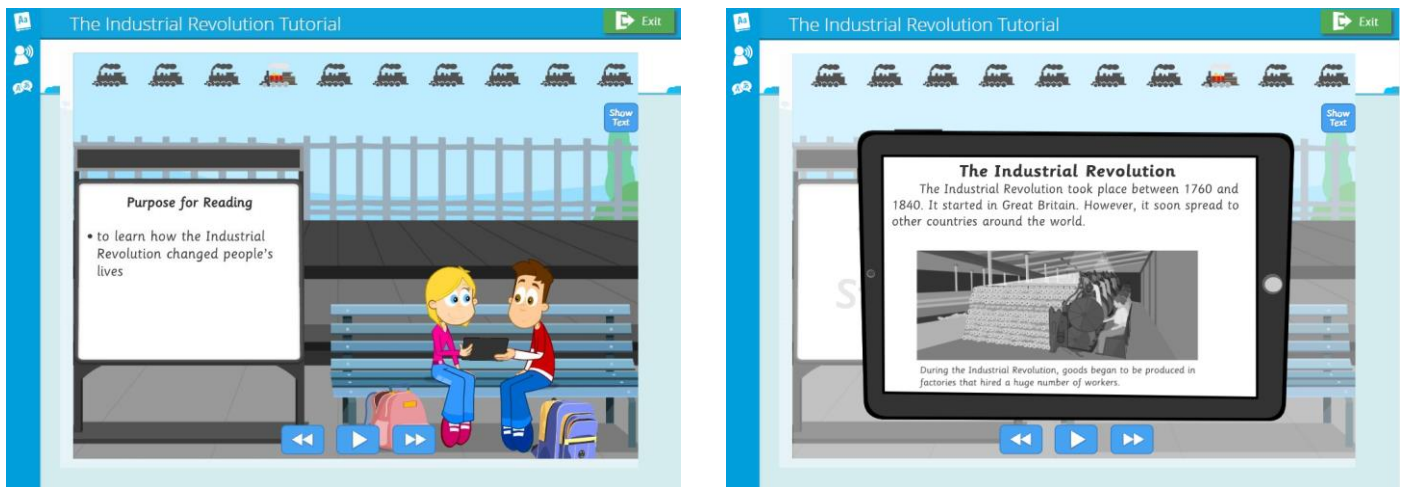 The Industrial Revolution Tutorial
Exit
Show
Text
Purpose for Reading
• to learn how the Industrial
Revolution changed people's
lives
The Industrial Revolution Tutorial
Exit
Show
Text
The Industrial Revolution
The Industrial Revolution took place between 1760 and
1840. It started in Great Britain. However, it soon spread to
other countries around the world.
During the Industrial Revolution, goods began to be produced in
factories that hired a huge number of workers.